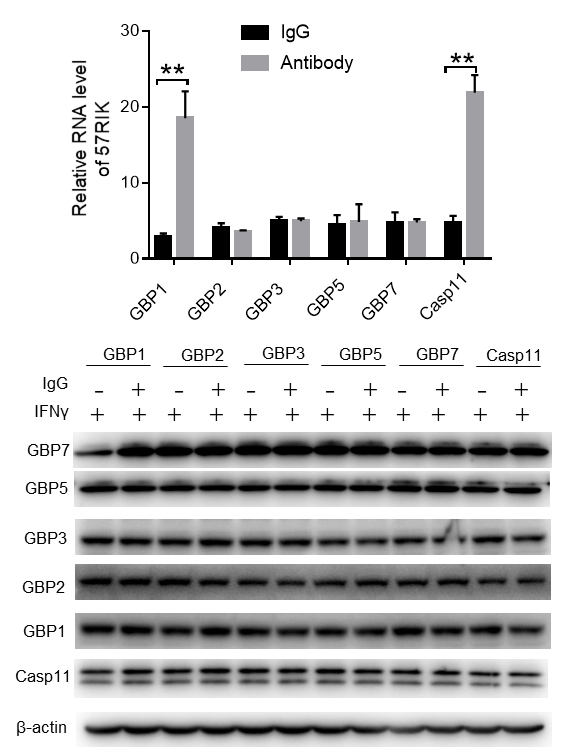 Relative RNA level
of 57RIK
30
20
10
0
IgG
Antibody
**
**
GBP1
GBP2
GBP3
GBP5
GBP7
Casp11
GBP1 GBP2 GBP3 GBP5 GBP7 Casp11
IgG - + - + - + - + - + - +
IFNγ + + + + + + + + + + + +
GBP7
GBP5
GBP3
GBP2
GBP1
Casp11
β-actin